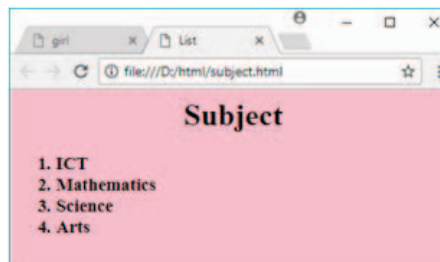 girl
List
file:///D:/html/subject.html
Subject
1. ICT
2. Mathematics
3. Science
4. Arts